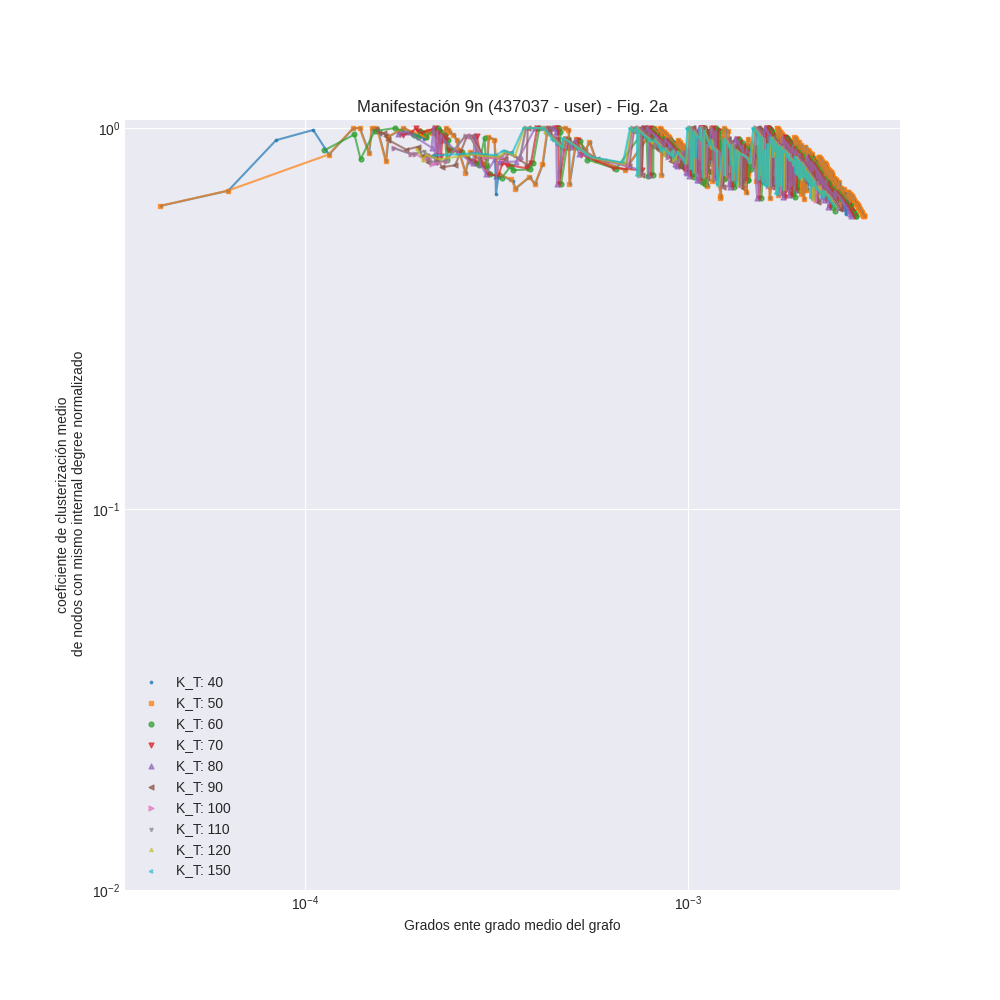 Manifestación 9n (437037 - user) - Fig. 2a
10⁰
10⁻¹
10⁻²
coeficiente de clusterización medio
de nodos con mismo internal degree normalizado
K_T: 40
K_T: 50
K_T: 60
K_T: 70
K_T: 80
K_T: 90
K_T: 100
K_T: 110
K_T: 120
K_T: 150
10⁻⁴
10⁻³
Grados ente grado medio del grafo